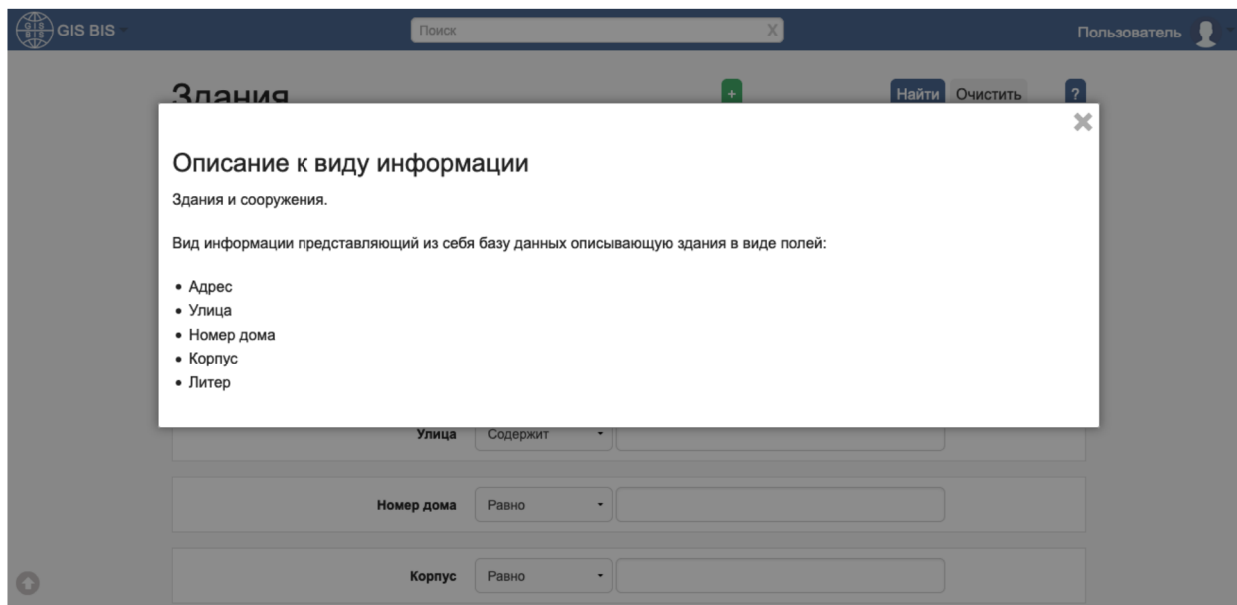 GIS BIS
Поиск
X
Пользователь
Здания
+
Найти
Очистить
?
Описание к виду информации
Здания и сооружения.
Вид информации представляющий из себя базу данных описывающую здания в виде полей:
• Адрес
• Улица
• Номер дома
• Корпус
• Литер
Улица Содержит
Номер дома Равно
Корпус Равно